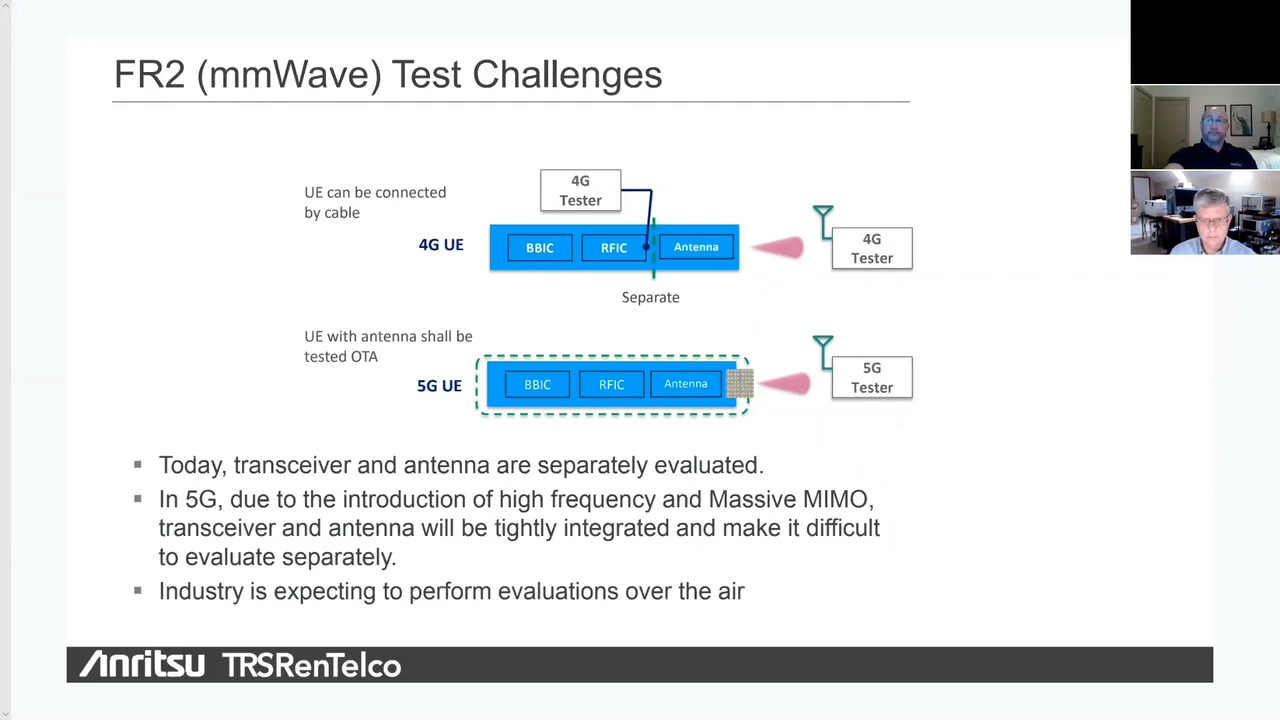 FR2 (mmWave) Test Challenges
UE can be connected
by cable
4G
Tester
4G UE
BBIC
RFIC
Antenna
4G
Tester
Separate
UE with antenna shall be
tested OTA
5G UE
BBIC
RFIC
Antenna
5G
Tester
▪ Today, transceiver and antenna are separately evaluated.
▪ In 5G, due to the introduction of high frequency and Massive MIMO,
transceiver and antenna will be tightly integrated and make it difficult
to evaluate separately.
▪ Industry is expecting to perform evaluations over the air
Anritsu TRSRenTelco